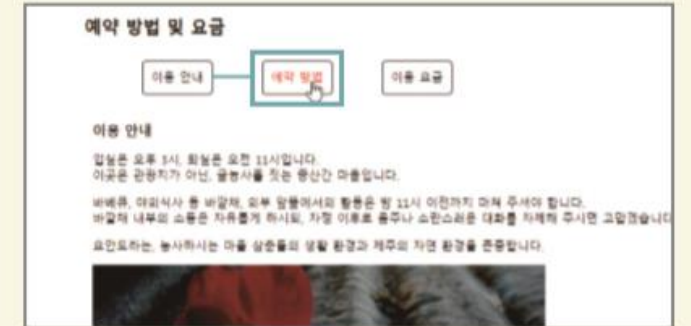 예약 방법 및 요금
이용 안내
예약 방법
이용 요금
이용 안내
입실은 오후 3시, 퇴실은 오전 11시입니다.
이곳은 관광지가 아닌, 귤농사를 짓는 중산간 마을입니다.
바베큐, 야외식사 등 바깥채, 외부 앞뜰에서의 활동은 밤 11시 이전까지 마쳐 주셔야 합니다.
바깥채 내부의 소등은 자유롭게 하시되, 자정 이후로 음주나 소란스러운 대화를 자제해 주시면 고맙겠습니다
농사하시는 마을 삼춘들의 생활 환경과 제주의 자연 환경을 존중합니다.